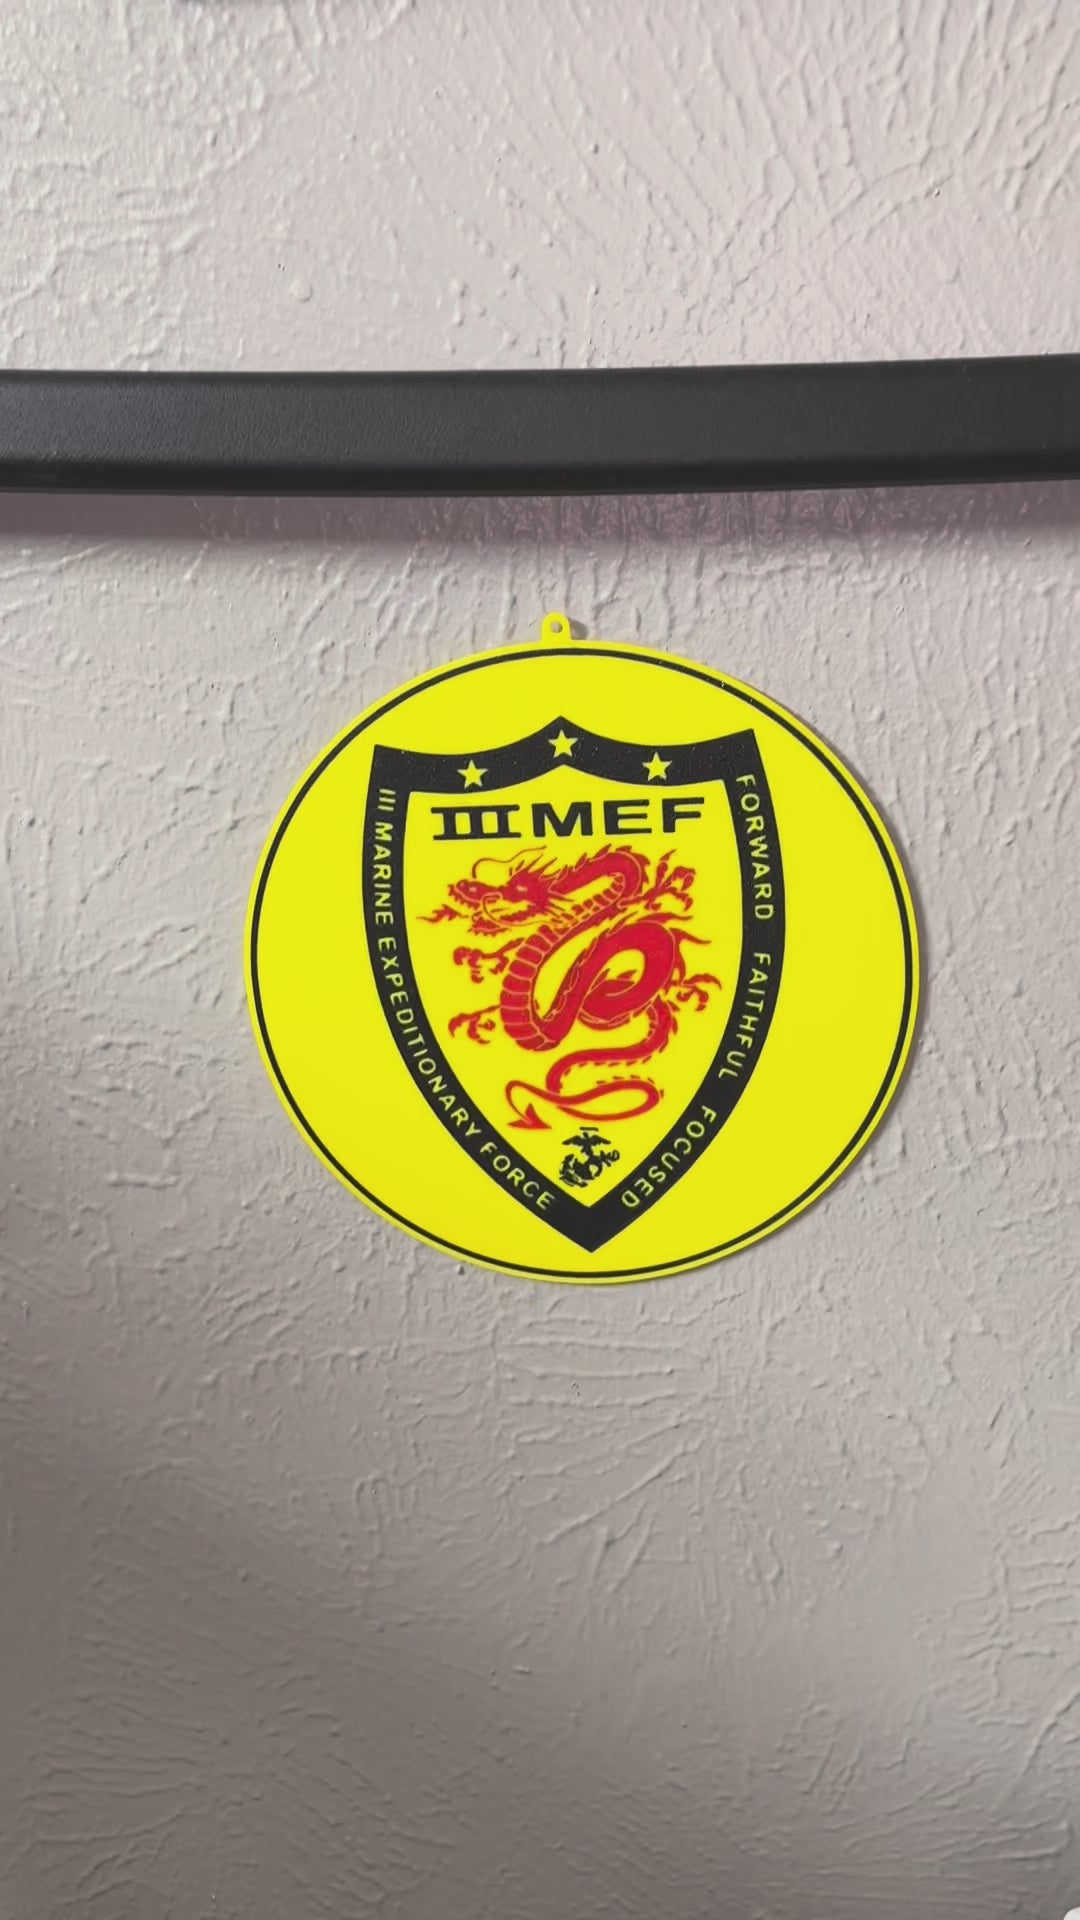 III MEF
III MARINE EXPEDITIONARY FORCE
FORWARD FAITHFUL FOCUSED